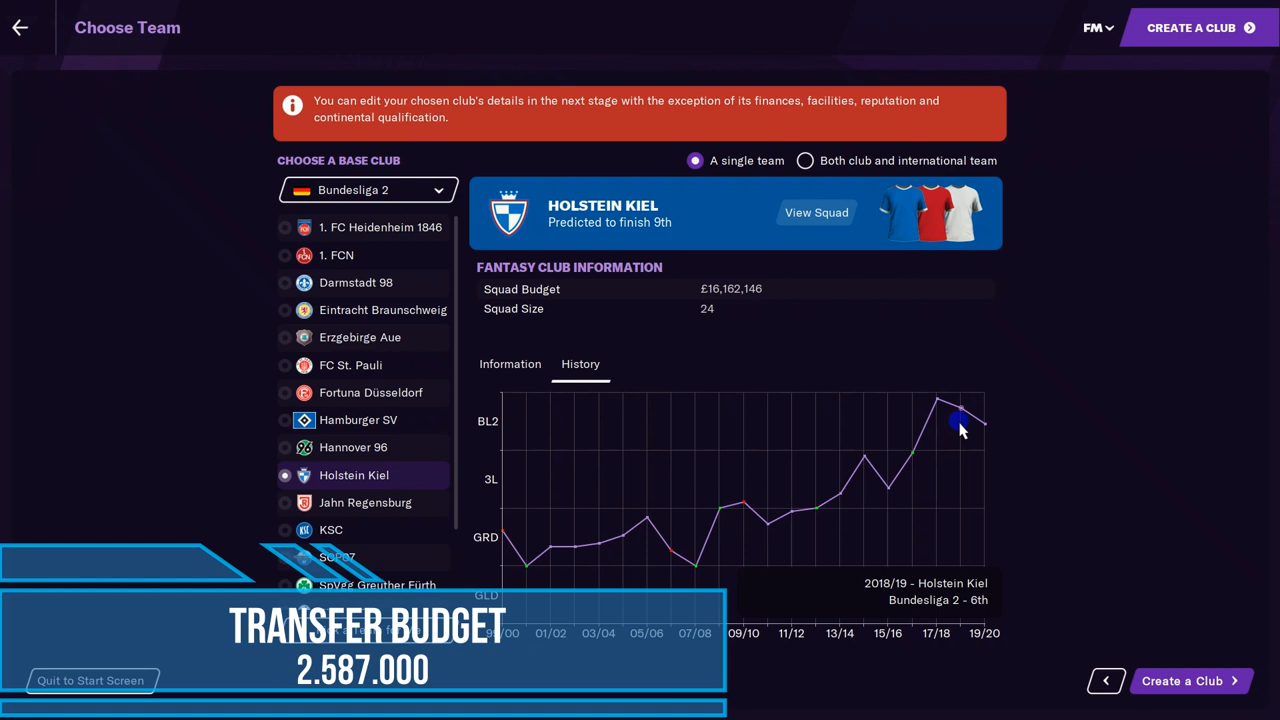 Choose Team
FM
CREATE A CLUB
You can edit your chosen club's details in the next stage with the exception of its finances, facilities, reputation and
continental qualification.
CHOOSE A BASE CLUB
A single team
Both club and international team
Bundesliga 2
1. FC Heidenheim 1846
1. FCN
Darmstadt 98
Eintracht Braunschweig
Erzgebirge Aue
FC St. Pauli
Fortuna Düsseldorf
Hamburger SV
Hannover 96
Holstein Kiel
Jahn Regensburg
KSC
SCP07
SpVgg Greuther Fürth
HOLSTEIN KIEL
Predicted to finish 9th
View Squad
FANTASY CLUB INFORMATION
Squad Budget £16,162,146
Squad Size 24
Information History
BL2
3L
GRD
GLD
2018/19 - Holstein Kiel
Bundesliga 2 - 6th
99/00 01/02 03/04 05/06 07/08 09/10 11/12 13/14 15/16 17/18 19/20
TRANSFER BUDGET
2.587.000
Quit to Start Screen
Create a Club